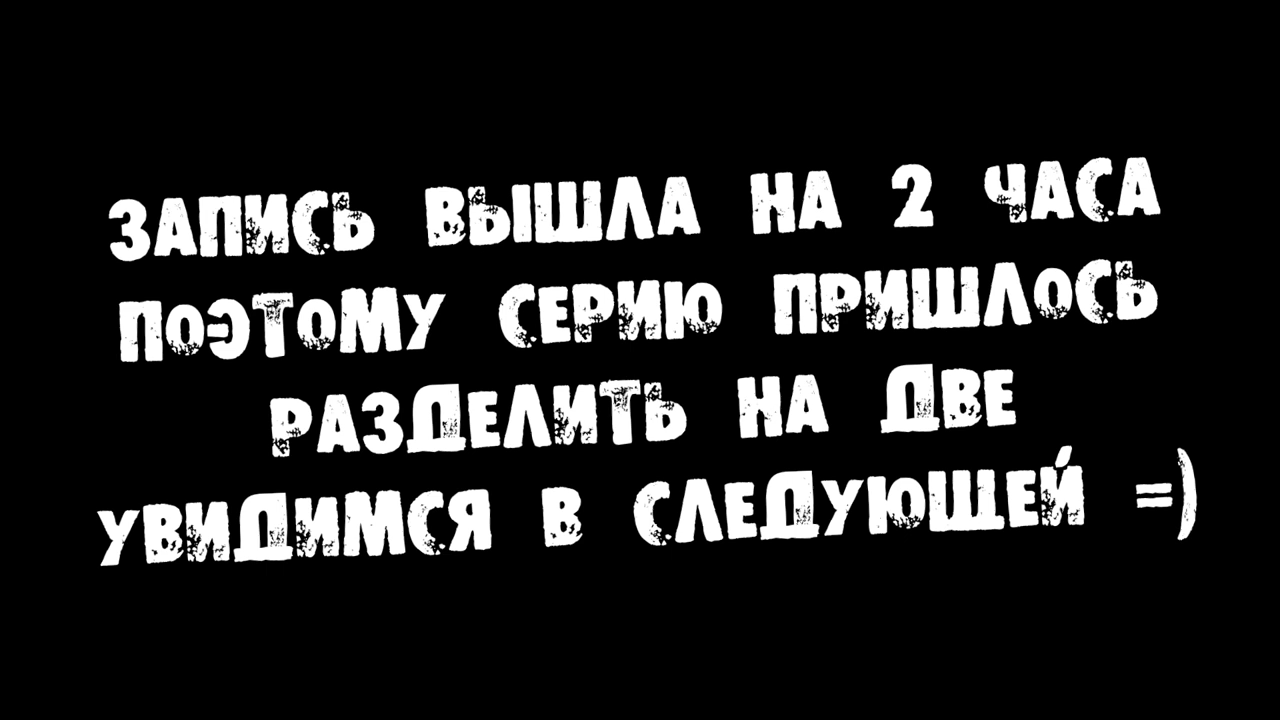 ЗАПИСЬ ВЫШЛА НА 2 ЧАСА
ПОЭТОМУ СЕРИЮ ПРИШЛОСЬ
РАЗДЕЛИТЬ НА ДВЕ
УВИДИМСЯ В СЛЕДУЮЩЕЙ =)